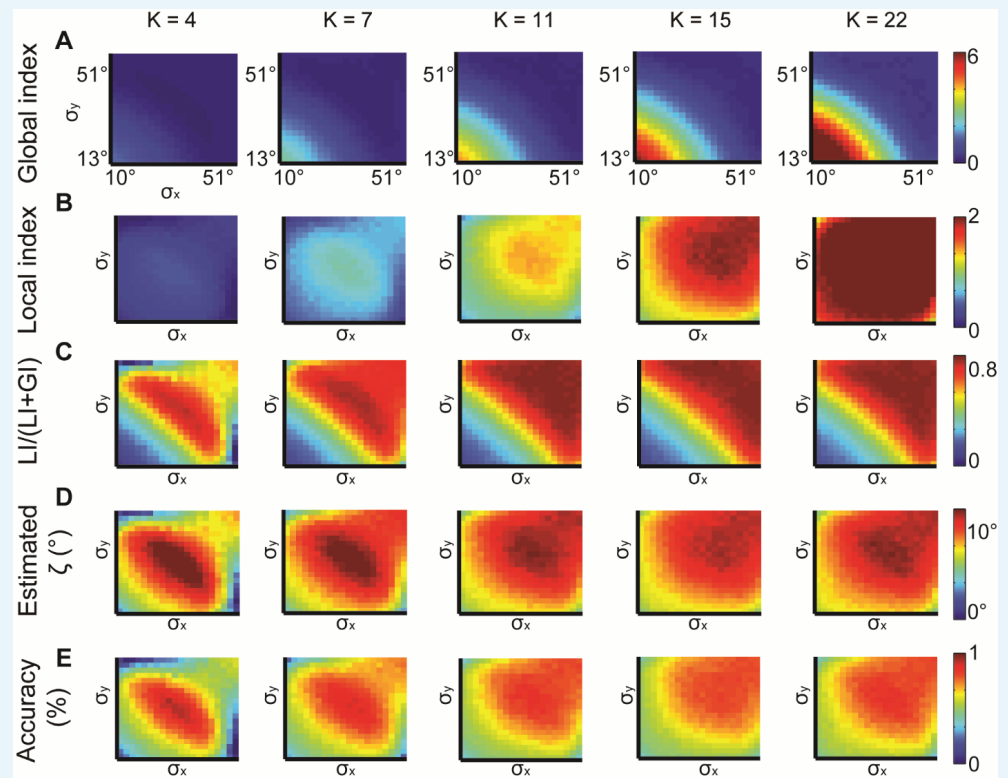 K = 4 K = 7 K = 11 K = 15 K = 22
A
Global index
51° 51° 51° 51° 51° 6
σy
13° 13° 13° 13° 13° 0
10° 51° 10° 51° 10° 51° 10° 51° 10° 51°
σx
B
Local index
σy σy σy σy σy 2
0
σx σx σx σx σx
C
LI/(LI+GI)
σy σy σy σy σy 0.8
0
σx σx σx σx σx
D
Estimated
ζ (°)
σy σy σy σy σy 10°
0°
σx σx σx σx σx
E
Accuracy
(%)
σy σy σy σy σy 1
0
σx σx σx σx σx